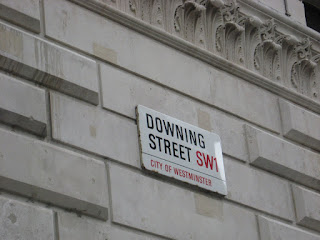 DOWNING
STREET SW1
CITY OF WESTMINSTER